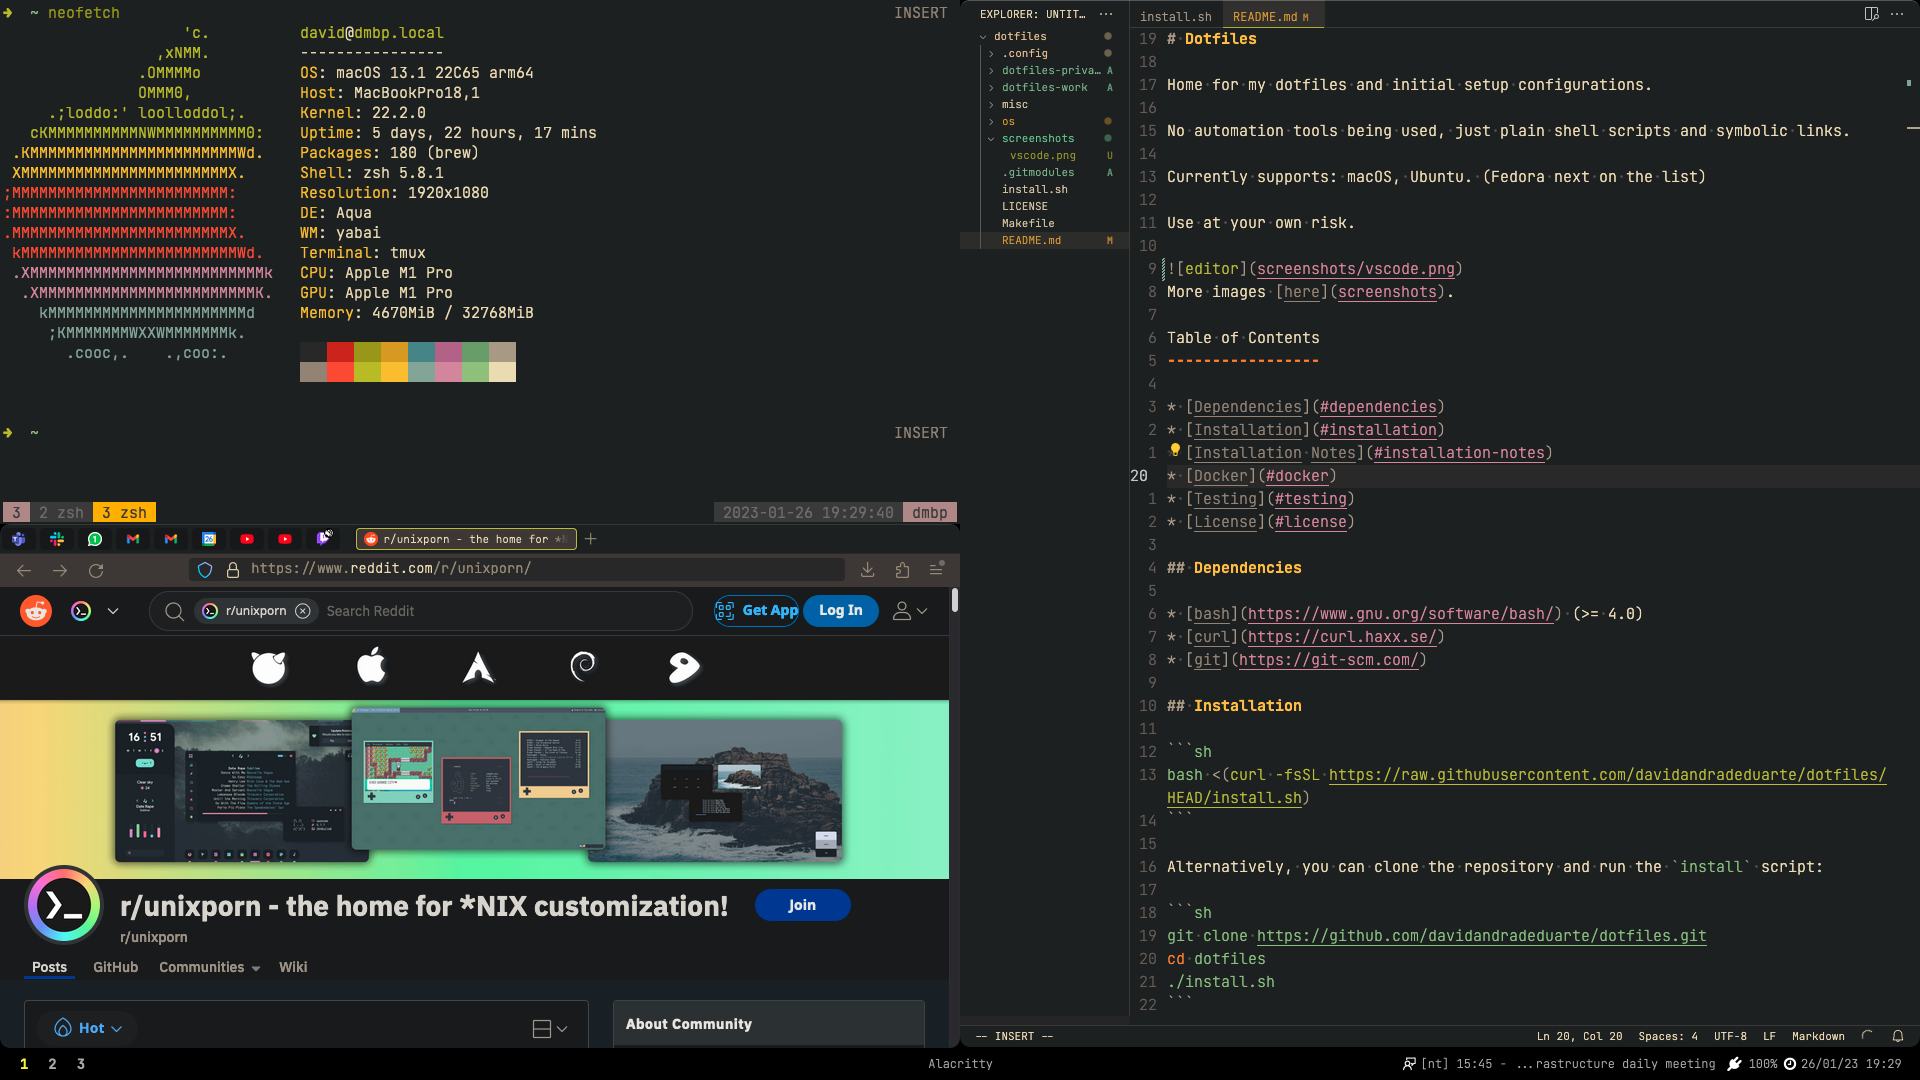 ➜ ~ neofetch INSERT
'c. david@dmbp.local
,xNMM. ----------------
.OMMMMo OS: macOS 13.1 22C65 arm64
OMMM0, Host: MacBookPro18,1
.;loddo:' loolloddol;. Kernel: 22.2.0
cKMMMMMMMMMMNWMMMMMMMMMM0: Uptime: 5 days, 22 hours, 17 mins
.KMMMMMMMMMMMMMMMMMMMMMMMWd. Packages: 180 (brew)
XMMMMMMMMMMMMMMMMMMMMMMMX. Shell: zsh 5.8.1
;MMMMMMMMMMMMMMMMMMMMMMMM: Resolution: 1920x1080
:MMMMMMMMMMMMMMMMMMMMMMMM: DE: Aqua
.MMMMMMMMMMMMMMMMMMMMMMMMX. WM: yabai
kMMMMMMMMMMMMMMMMMMMMMMMMWd. Terminal: tmux
.XMMMMMMMMMMMMMMMMMMMMMMMMMMk CPU: Apple M1 Pro
.XMMMMMMMMMMMMMMMMMMMMMMMMK. GPU: Apple M1 Pro
kMMMMMMMMMMMMMMMMMMMMMMd Memory: 4670MiB / 32768MiB
;KMMMMMMMWXXWMMMMMMMk.
.cooc,. .,coo:.
➜ ~ INSERT
3 2 zsh 3 zsh 2023-01-26 19:29:40 dmbp
r/unixporn - the home for *N
https://www.reddit.com/r/unixporn/
r/unixporn Search Reddit Get App Log In
16:51
r/unixporn - the home for *NIX customization! Join
r/unixporn
Posts GitHub Communities Wiki
Hot
About Community
EXPLORER: UNTIT... ···
dotfiles
.config
dotfiles-priva... A
dotfiles-work A
misc
os
screenshots
vscode.png U
.gitmodules A
install.sh
LICENSE
Makefile
README.md M
install.sh README.md M
19 # Dotfiles
18
17 Home for my dotfiles and initial setup configurations.
16
15 No automation tools being used, just plain shell scripts and symbolic links.
14
13 Currently supports: macOS, Ubuntu. (Fedora next on the list)
12
11 Use at your own risk.
10
9 ![editor](screenshots/vscode.png)
8 More images [here](screenshots).
7
6 Table of Contents
5 -----------------
4
3 * [Dependencies](#dependencies)
2 * [Installation](#installation)
1 [Installation Notes](#installation-notes)
20 * [Docker](#docker)
1 * [Testing](#testing)
2 * [License](#license)
3
4 ## Dependencies
5
6 * [bash](https://www.gnu.org/software/bash/) (>= 4.0)
7 * [curl](https://curl.haxx.se/)
8 * [git](https://git-scm.com/)
9
10 ## Installation
11
12 ```sh
13 bash <(curl -fsSL https://raw.githubusercontent.com/davidandradeduarte/dotfiles/
HEAD/install.sh)
14 ```
15
16 Alternatively, you can clone the repository and run the `install` script:
17
18 ```sh
19 git clone https://github.com/davidandradeduarte/dotfiles.git
20 cd dotfiles
21 ./install.sh
22 ```
-- INSERT -- Ln 20, Col 20 Spaces: 4 UTF-8 LF Markdown
1 2 3 Alacritty [nt] 15:45 - ...rastructure daily meeting 100% 26/01/23 19:29